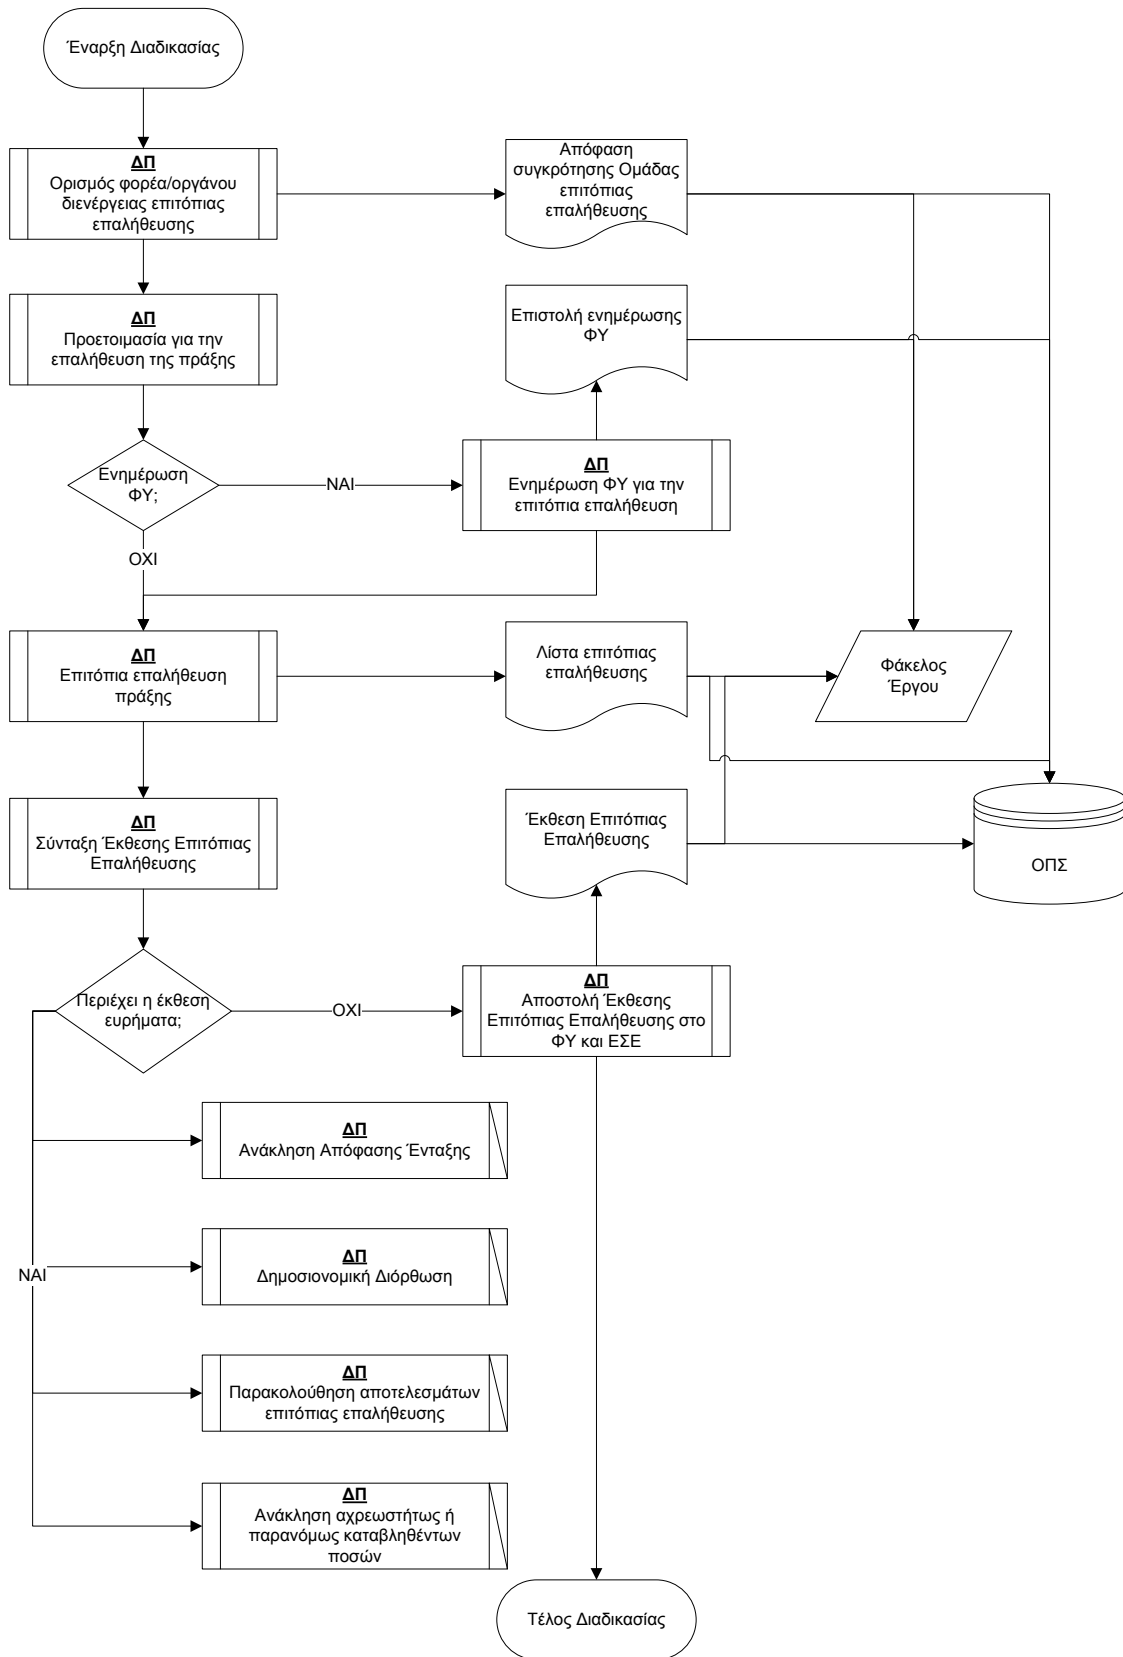 Έναρξη Διαδικασίας
ΔΠ
Ορισμός φορέα/οργάνου
διενέργειας επιτόπιας
επαλήθευσης
Απόφαση
συγκρότησης Ομάδας
επιτόπιας
επαλήθευσης
ΔΠ
Προετοιμασία για την
επαλήθευση της πράξης
Επιστολή ενημέρωσης
ΦΥ
Ενημέρωση
ΦΥ;
ΝΑΙ
ΔΠ
Ενημέρωση ΦΥ για την
επιτόπια επαλήθευση
ΟΧΙ
ΔΠ
Επιτόπια επαλήθευση
πράξης
Λίστα επιτόπιας
επαλήθευσης
Φάκελος
Έργου
ΔΠ
Σύνταξη Έκθεσης Επιτόπιας
Επαλήθευσης
Έκθεση Επιτόπιας
Επαλήθευσης
ΟΠΣ
Περιέχει η έκθεση
ευρήματα;
ΟΧΙ
ΔΠ
Αποστολή Έκθεσης
Επιτόπιας Επαλήθευσης στο
ΦΥ και ΕΣΕ
ΔΠ
Ανάκληση Απόφασης Ένταξης
ΝΑΙ
ΔΠ
Δημοσιονομική Διόρθωση
ΔΠ
Παρακολούθηση αποτελεσμάτων
επιτόπιας επαλήθευσης
ΔΠ
Ανάκληση αχρεωστήτως ή
παρανόμως καταβληθέντων
ποσών
Τέλος Διαδικασίας